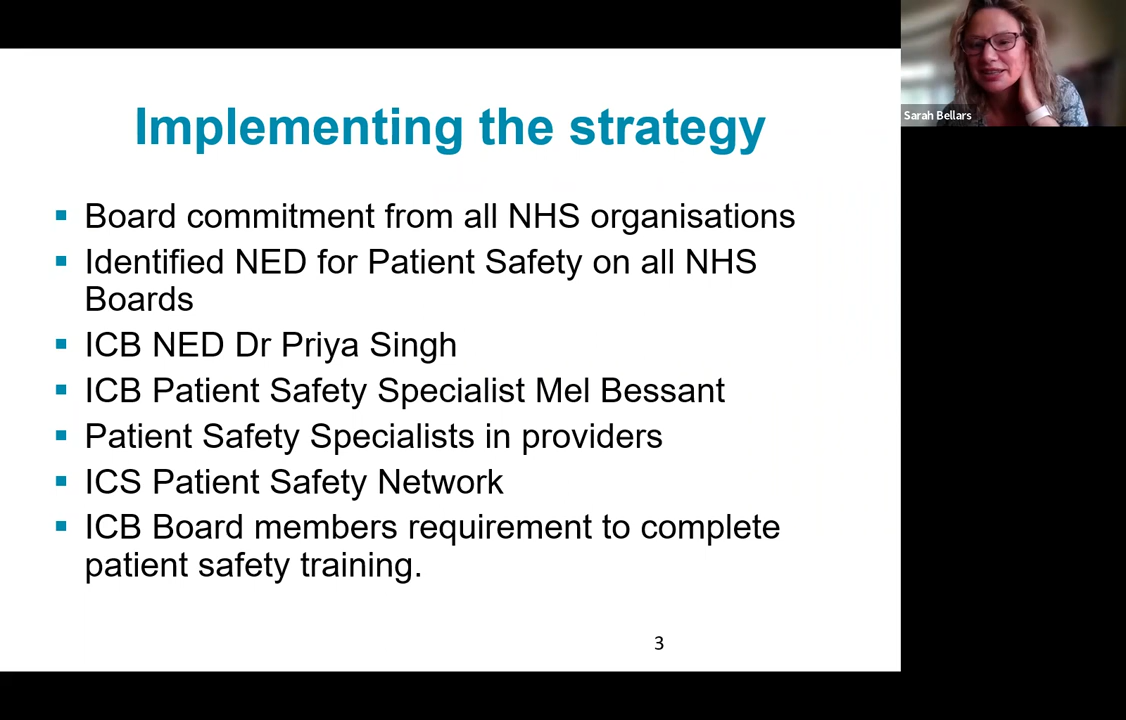 Implementing the strategy
Board commitment from all NHS organisations
Identified NED for Patient Safety on all NHS
Boards
ICB NED Dr Priya Singh
ICB Patient Safety Specialist Mel Bessant
Patient Safety Specialists in providers
ICS Patient Safety Network
ICB Board members requirement to complete
patient safety training.
3
Sarah Bellars